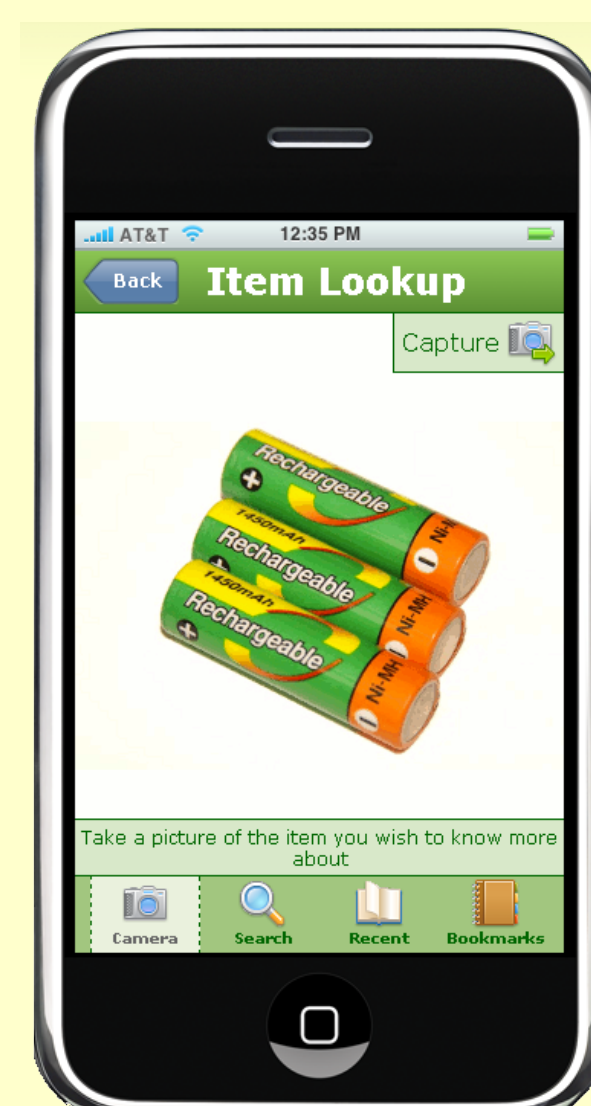 AT&T 12:35 PM
Back Item Lookup
Capture
Rechargeable
Ni-M
1450mAh
Rechargeable
Ni-MH
1450mAh
Rechargeable
Ni-MH
Take a picture of the item you wish to know more
about
Camera Search Recent Bookmarks